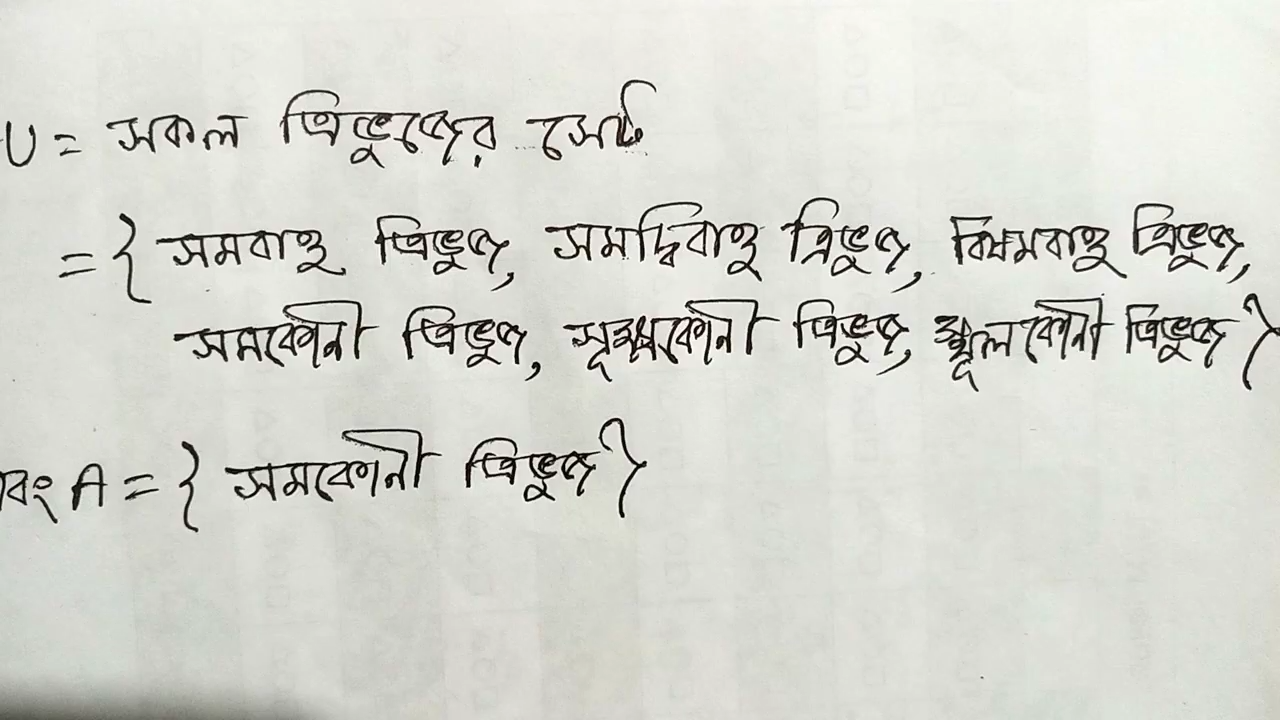 U = সকল ত্রিভুজের সেট
= { সমবাহু ত্রিভুজ, সমদ্বিবাহু ত্রিভুজ, বিষমবাহু ত্রিভুজ,
সমকোনী ত্রিভুজ, সূক্ষ্মকোনী ত্রিভুজ, স্থূলকোনী ত্রিভুজ }
বং A = { সমকোনী ত্রিভুজ }